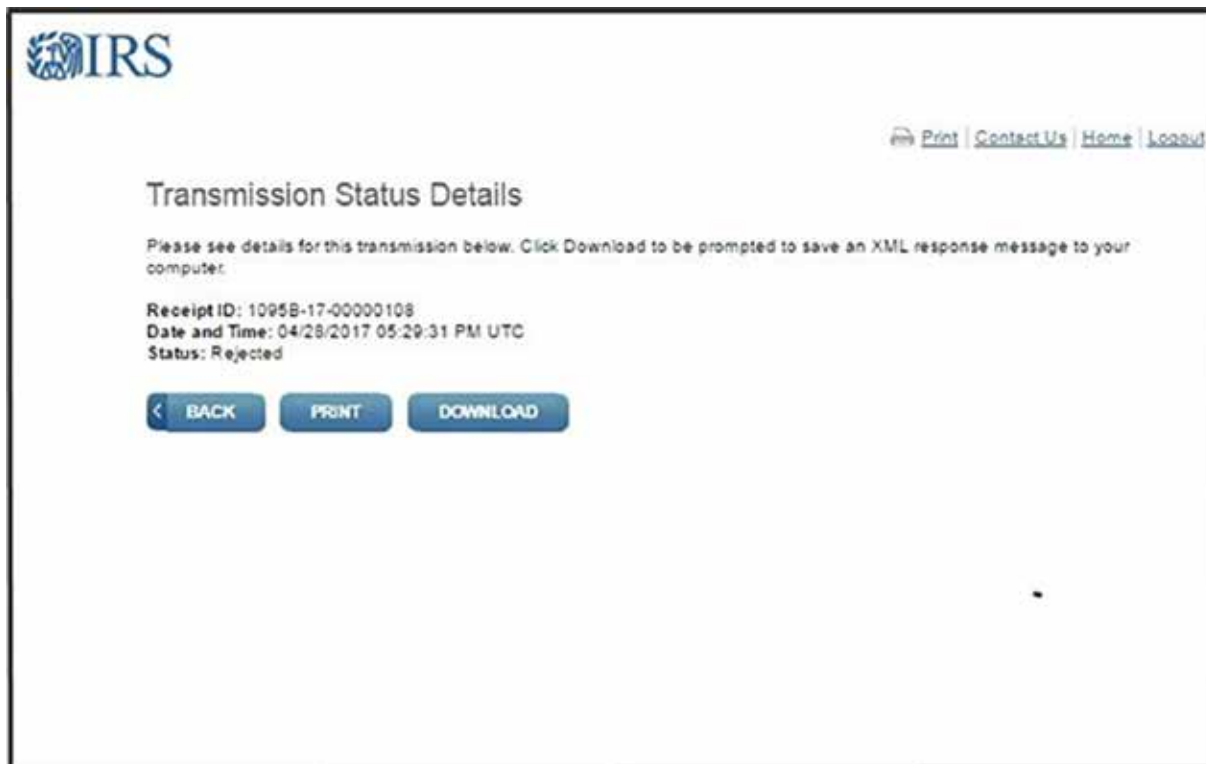 IRS
Print | Contact Us | Home | Logout
Transmission Status Details
Please see details for this transmission below. Click Download to be prompted to save an XML response message to your
computer.
Receipt ID: 1095B-17-00000108
Date and Time: 04/28/2017 05:29:31 PM UTC
Status: Rejected
BACK PRINT DOWNLOAD